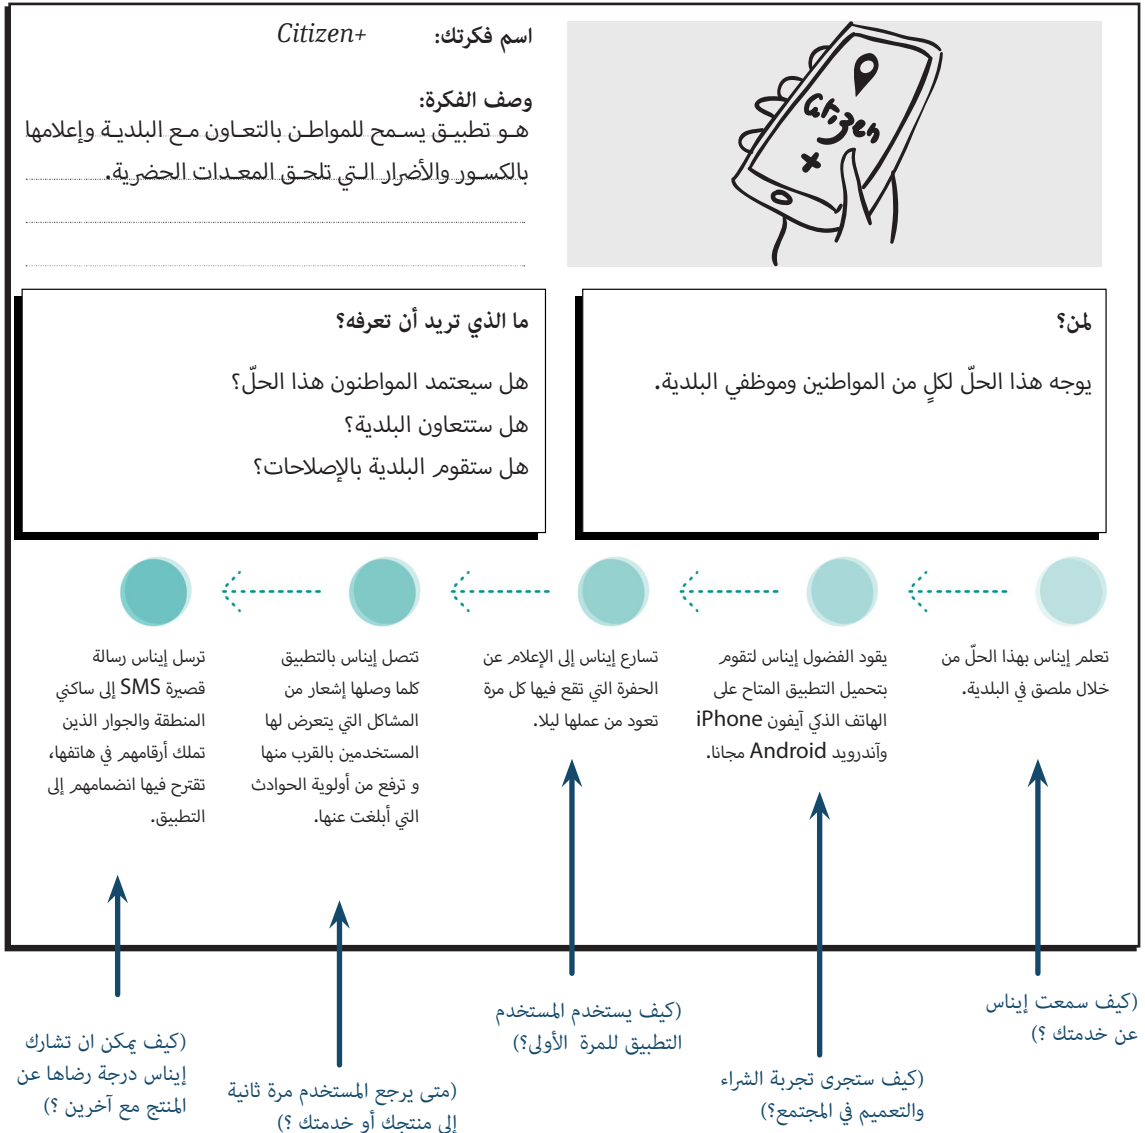 اسم فكرتك: Citizen+
وصف الفكرة:
هو تطبيق يسمح للمواطن بالتعاون مع البلدية وإعلامها
بالكسور والأضرار التي تلحق المعدات الحضرية.
Citizen
+
لمن؟
يوجه هذا الحلّ لكلٍ من المواطنين وموظفي البلدية.
ما الذي تريد أن تعرفه؟
هل سيعتمد المواطنون هذا الحلّ؟
هل ستتعاون البلدية؟
هل ستقوم البلدية بالإصلاحات؟
تعلم إيناس بهذا الحلّ من
خلال ملصق في البلدية.
يقود الفضول إيناس لتقوم
بتحميل التطبيق المتاح على
الهاتف الذكي آيفون iPhone
وآندرويد Android مجانا.
تسارع إيناس إلى الإعلام عن
الحفرة التي تقع فيها كل مرة
تعود من عملها ليلا.
تتصل إيناس بالتطبيق
كلما وصلها إشعار من
المشاكل التي يتعرض لها
المستخدمين بالقرب منها
و ترفع من أولوية الحوادث
التي أبلغت عنها.
ترسل إيناس رسالة
قصيرة SMS إلى ساكني
المنطقة والجوار الذين
تملك أرقامهم في هاتفها،
تقترح فيها انضمامهم إلى
التطبيق.
(كيف سمعت إيناس
عن خدمتك ؟)
(كيف ستجرى تجربة الشراء
والتعميم في المجتمع؟)
(كيف يستخدم المستخدم
التطبيق للمرة الأولى؟)
(متى يرجع المستخدم مرة ثانية
إلى منتجك أو خدمتك ؟)
(كيف يمكن ان تشارك
إيناس درجة رضاها عن
المنتج مع آخرين ؟)